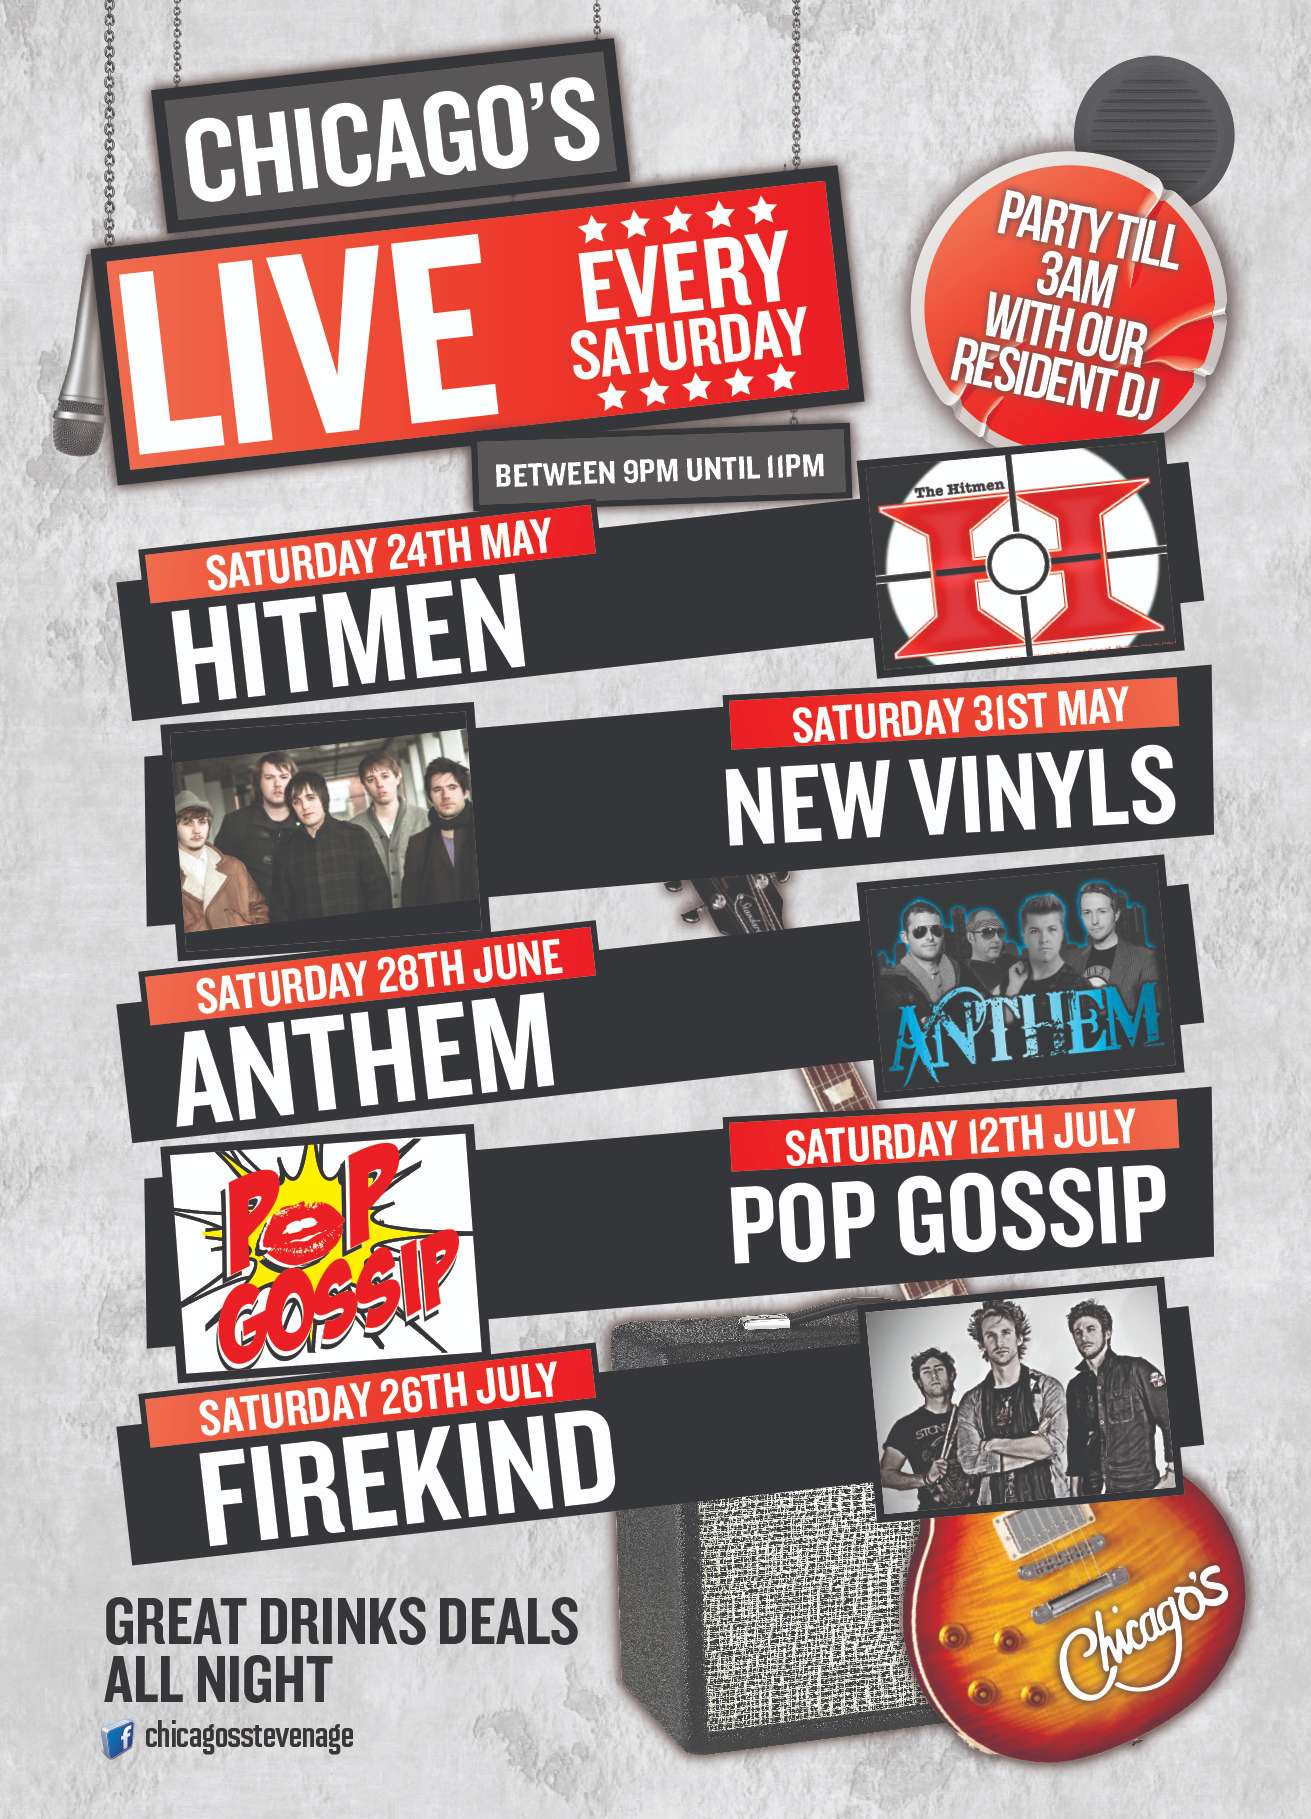 CHICAGO'S
LIVE
EVERY
SATURDAY
BETWEEN 9PM UNTIL 11PM
PARTY TILL
3AM
WITH OUR
RESIDENT DJ
SATURDAY 24TH MAY
HITMEN
The Hitmen
H
SATURDAY 31ST MAY
NEW VINYLS
SATURDAY 28TH JUNE
ANTHEM
ANTHEM
SATURDAY 12TH JULY
POP GOSSIP
POP
GOSSIP
SATURDAY 26TH JULY
FIREKIND
GREAT DRINKS DEALS
ALL NIGHT
f chicagosstevenage
Chicago's